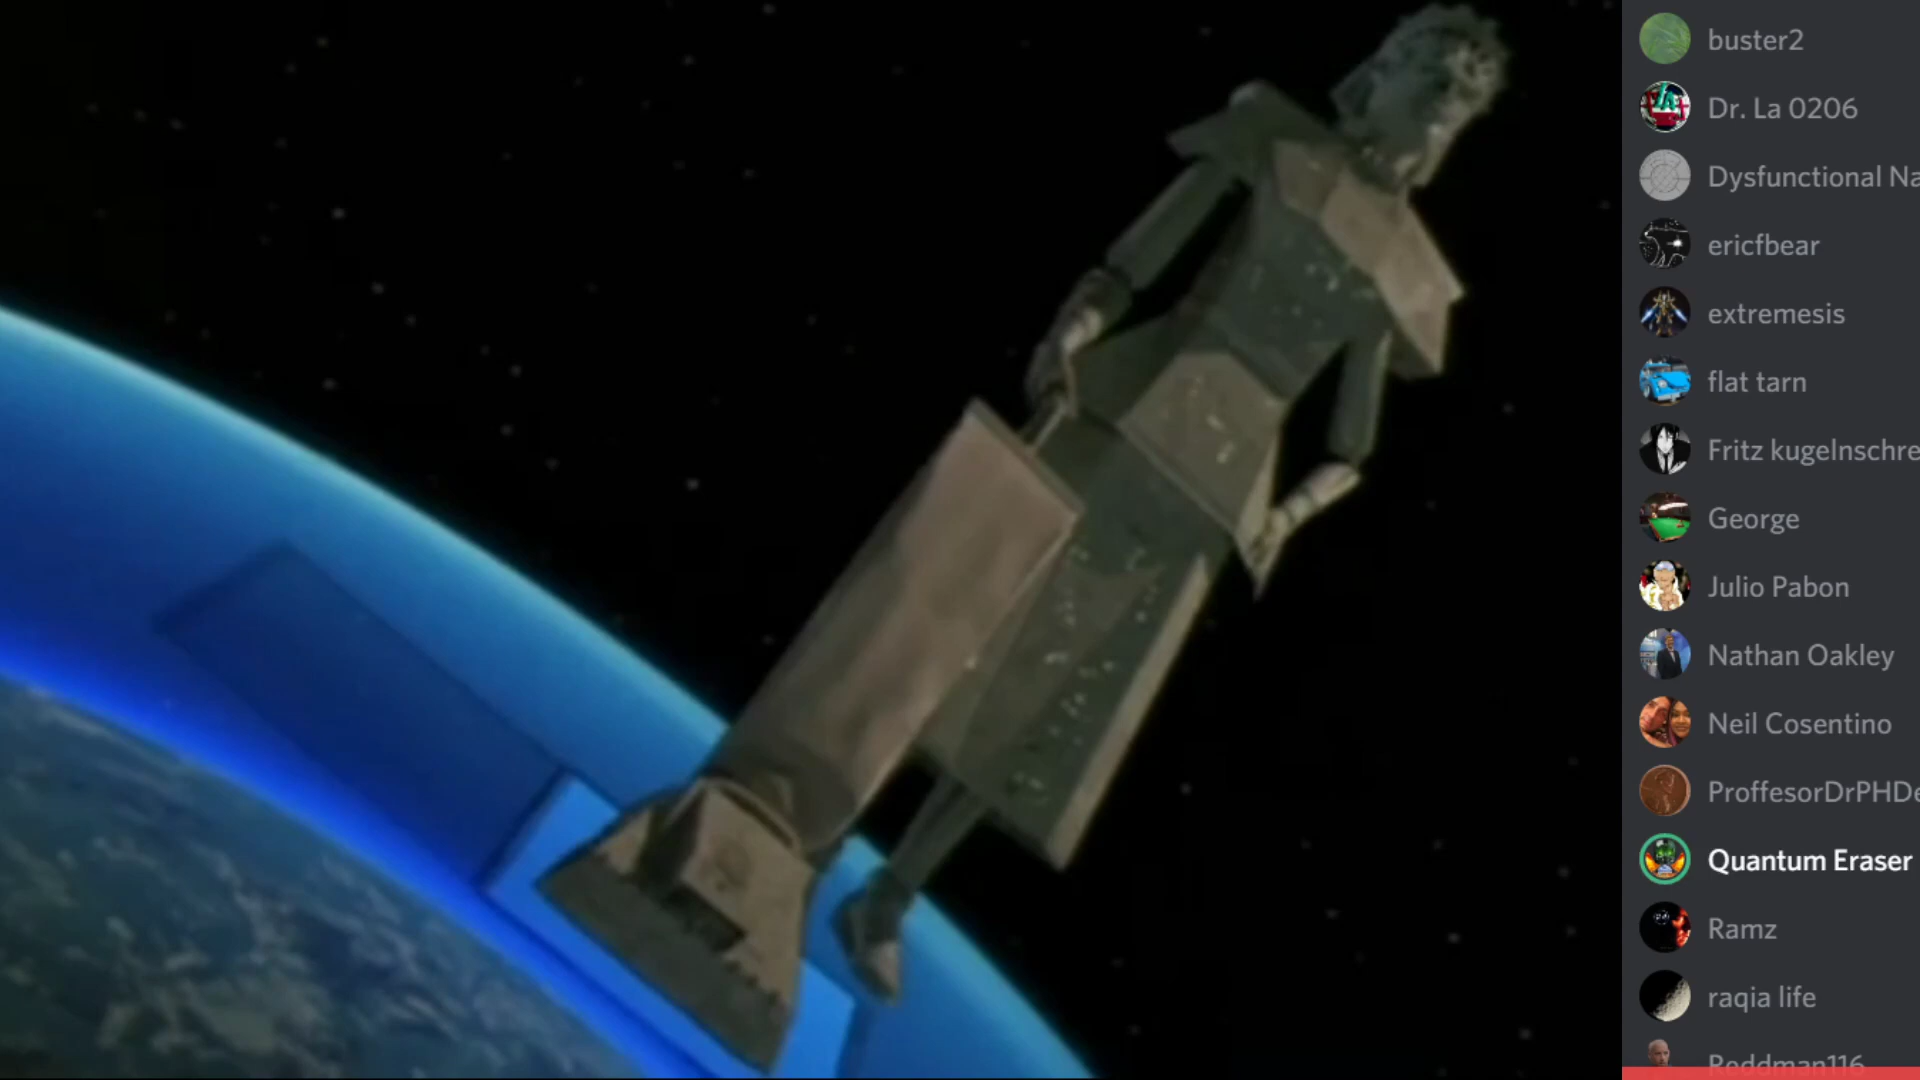 buster2
Dr. La 0206
Dysfunctional Na
ericfbear
extremesis
flat tarn
Fritz kugelnschre
George
Julio Pabon
Nathan Oakley
Neil Cosentino
ProffesorDrPHDe
Quantum Eraser
Ramz
raqia life
Reddman116